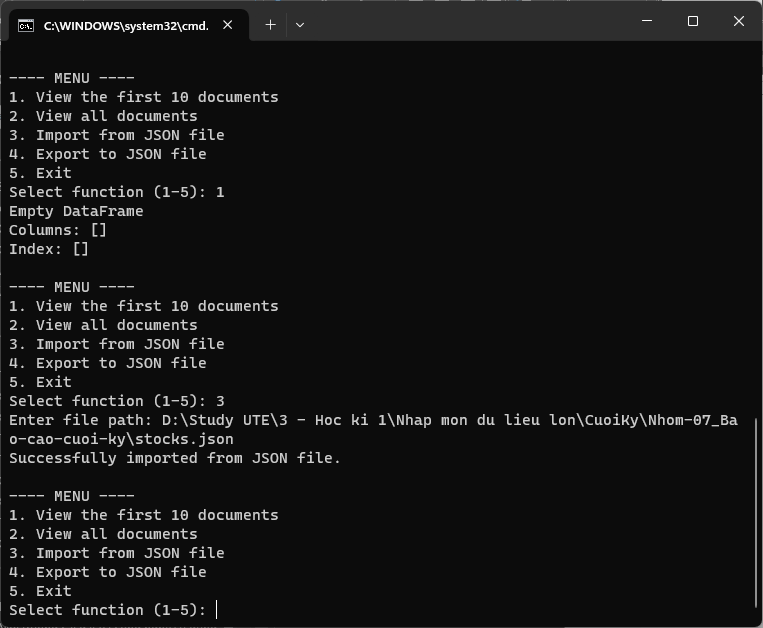 C:\WINDOWS\system32\cmd.
---- MENU ----
1. View the first 10 documents
2. View all documents
3. Import from JSON file
4. Export to JSON file
5. Exit
Select function (1-5): 1
Empty DataFrame
Columns: []
Index: []
---- MENU ----
1. View the first 10 documents
2. View all documents
3. Import from JSON file
4. Export to JSON file
5. Exit
Select function (1-5): 3
Enter file path: D:\Study UTE\3 - Hoc ki 1\Nhap mon du lieu lon\CuoiKy\Nhom-07_Ba
o-cao-cuoi-ky\stocks.json
Successfully imported from JSON file.
---- MENU ----
1. View the first 10 documents
2. View all documents
3. Import from JSON file
4. Export to JSON file
5. Exit
Select function (1-5):